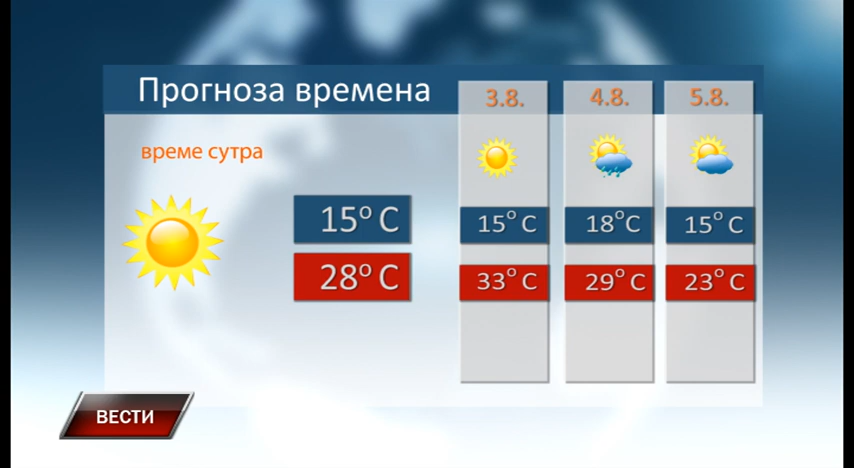 Прогноза времена
време сутра
15° C
28° C
3.8.
15° C
33° C
4.8.
18°C
29° C
5.8.
15° C
23° C
ВЕСТИ